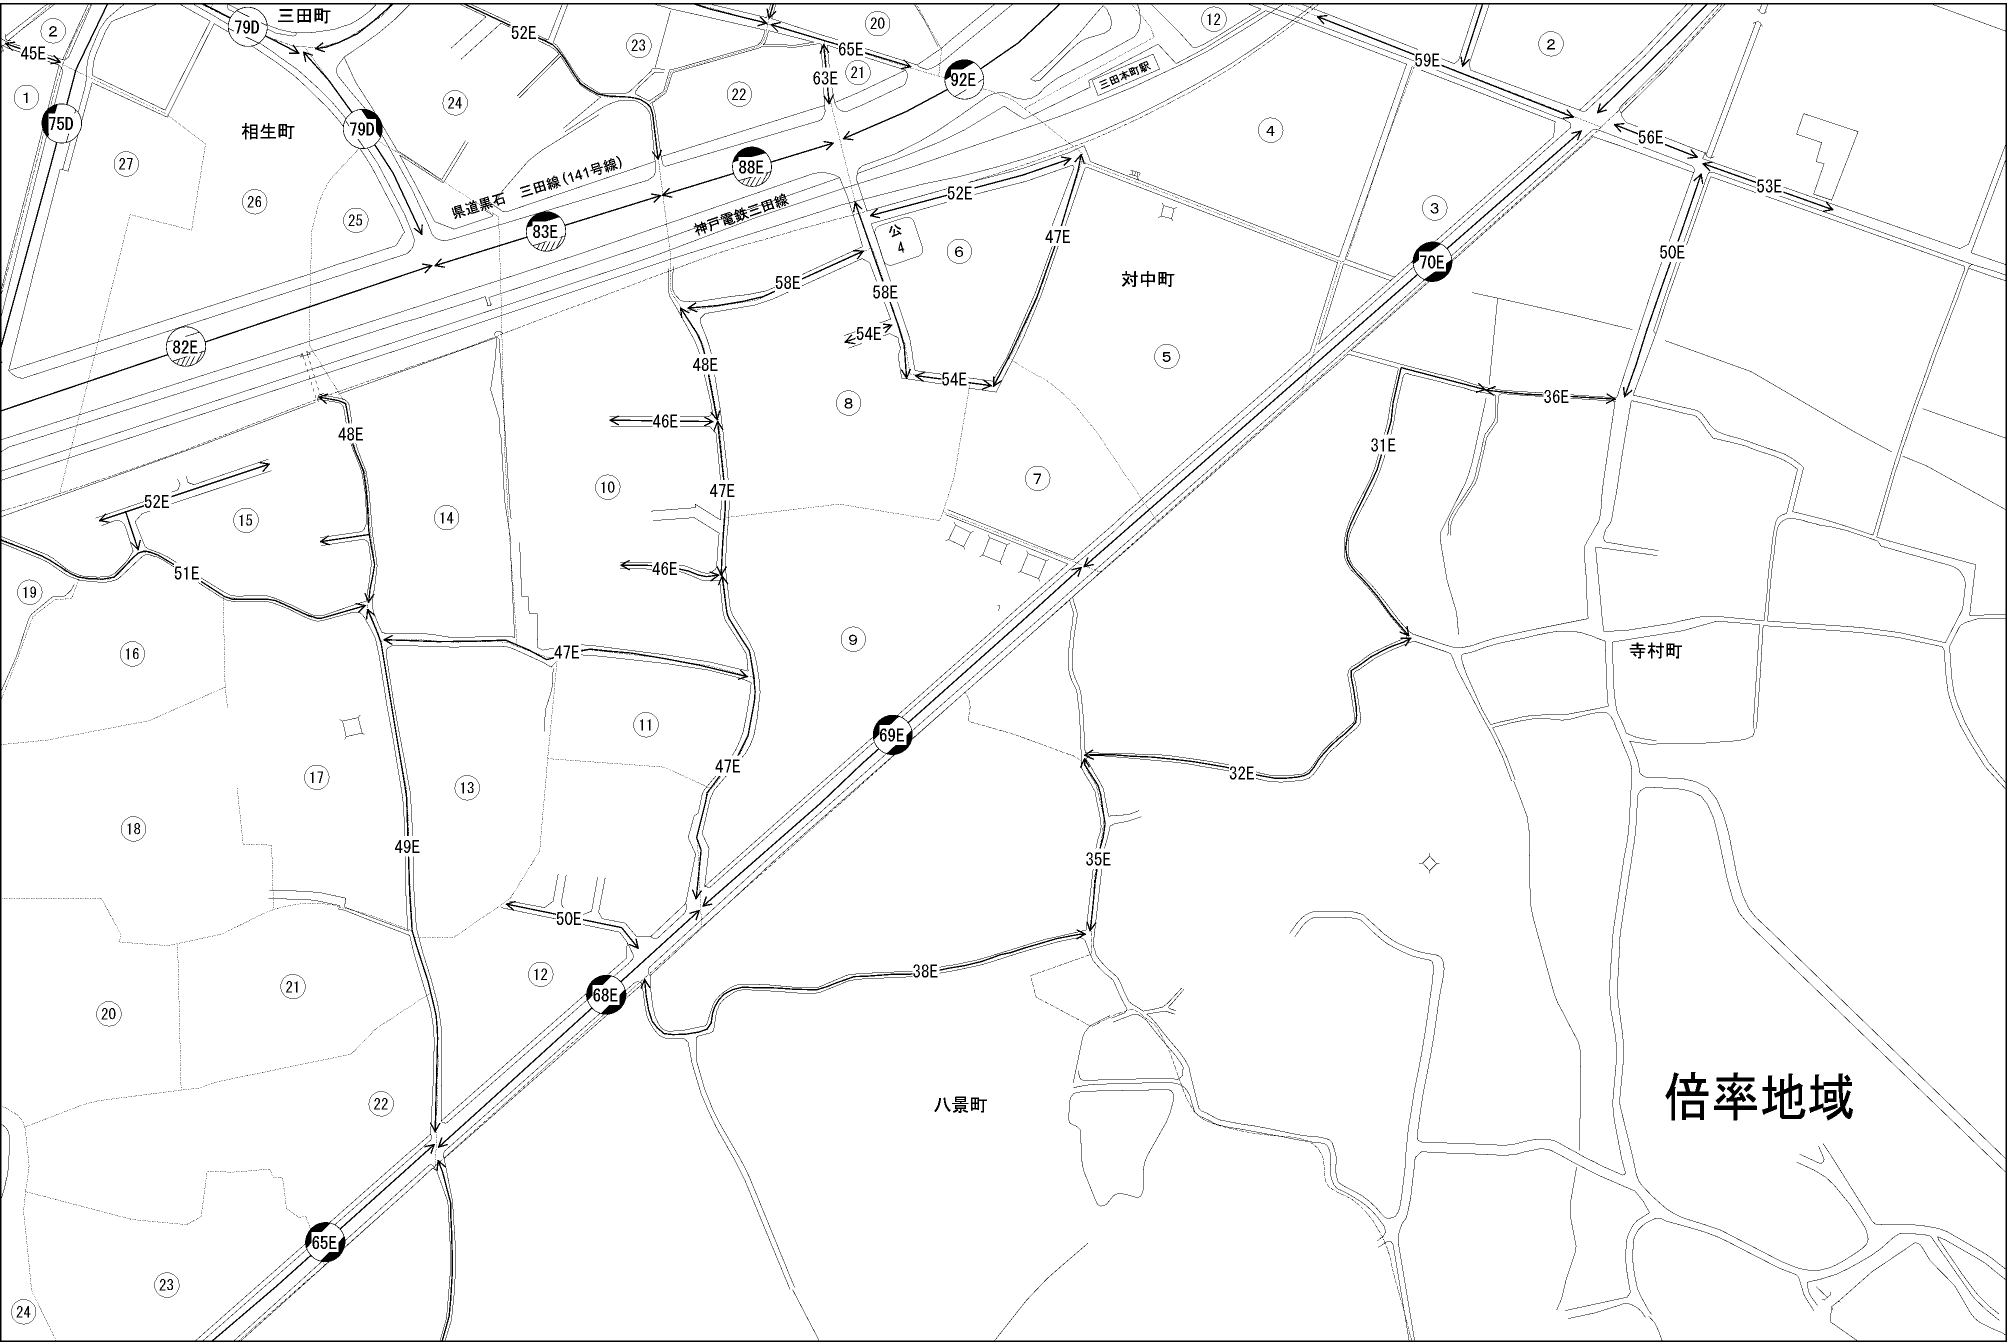 三田町
79D
2
45E
1
75D
相生町
27
26
25
79D
24
52E
23
22
20
65E
63E
21
92E
12
三田本町駅
59E
2
56E
53E
4
3
50E
70E
県道黒石 三田線(141号線)
88E
83E
82E
神戸電鉄三田線
52E
公
4
6
47E
対中町
58E
58E
54E
54E
5
8
48E
46E
48E
36E
31E
7
10
47E
52E
15
14
51E
46E
19
16
47E
9
寺村町
11
69E
47E
17
13
32E
18
49E
35E
50E
12
38E
68E
21
20
22
八景町
倍率地域
65E
23
24